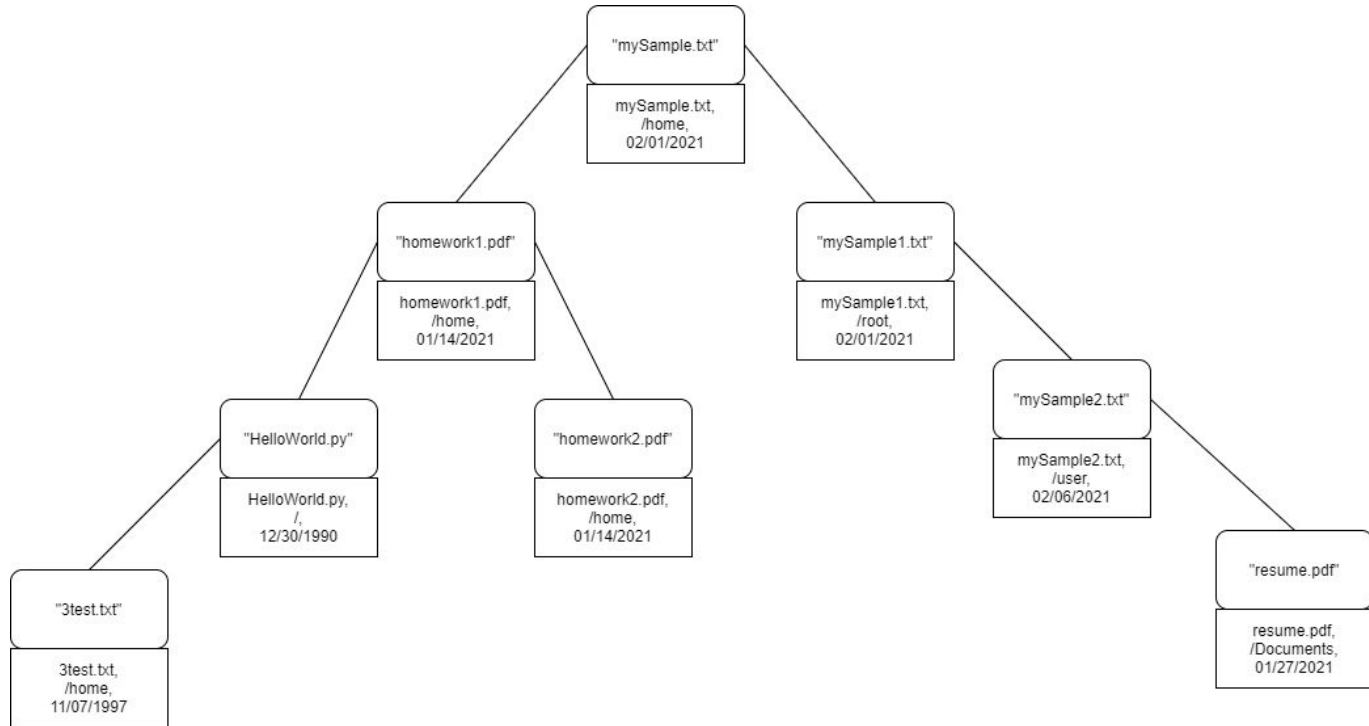 "mySample.txt"
mySample.txt,
/home,
02/01/2021
"homework1.pdf"
homework1.pdf,
/home,
01/14/2021
"mySample1.txt"
mySample1.txt,
/root,
02/01/2021
"mySample2.txt"
mySample2.txt,
/user,
02/06/2021
"HelloWorld.py"
HelloWorld.py,
/,
12/30/1990
"homework2.pdf"
homework2.pdf,
/home,
01/14/2021
"resume.pdf"
resume.pdf,
/Documents,
01/27/2021
"3test.txt"
3test.txt,
/home,
11/07/1997